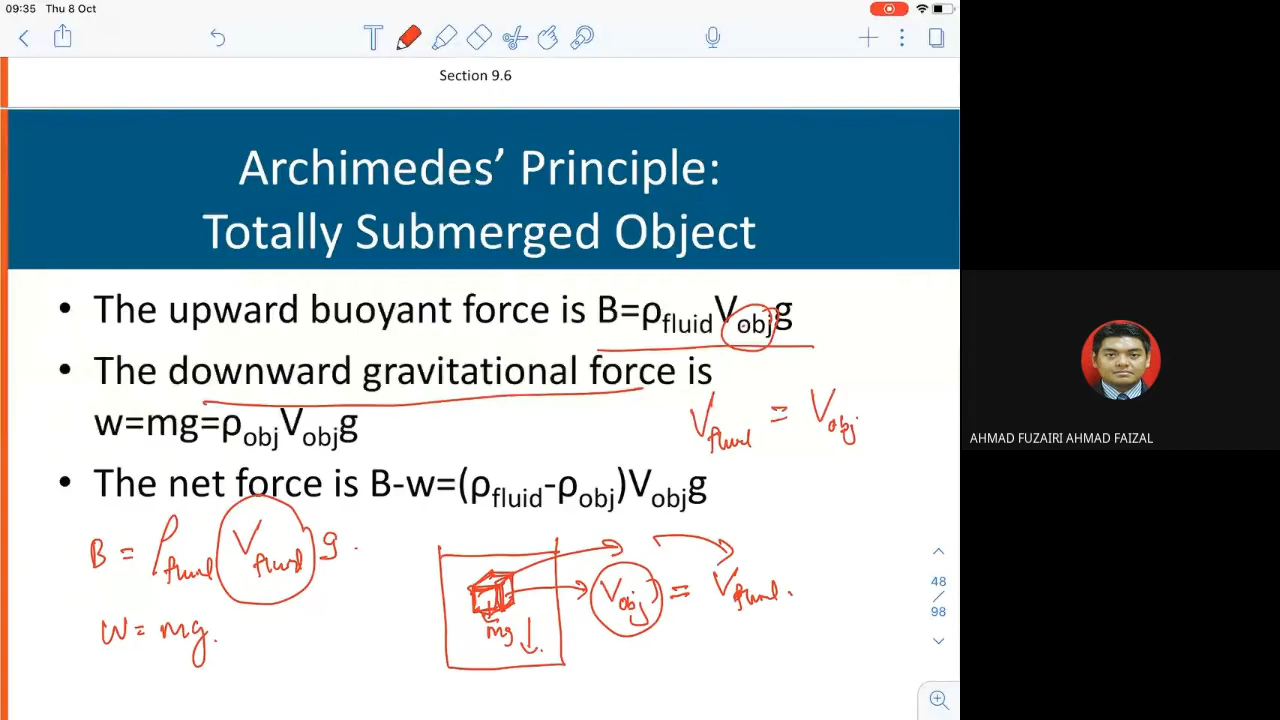 09:35 Thu 8 Oct
Section 9.6
Archimedes’ Principle:
Totally Submerged Object
• The upward buoyant force is B=ρfluidVobjg
• The downward gravitational force is
w=mg=ρobjVobjg
Vfluid = Vobj
• The net force is B-w=(ρfluid-ρobj)Vobjg
B = ρfluid Vfluid g.
Vobj = Vfluid.
mg
W = mg.
48
/
98
AHMAD FUZAIRI AHMAD FAIZAL